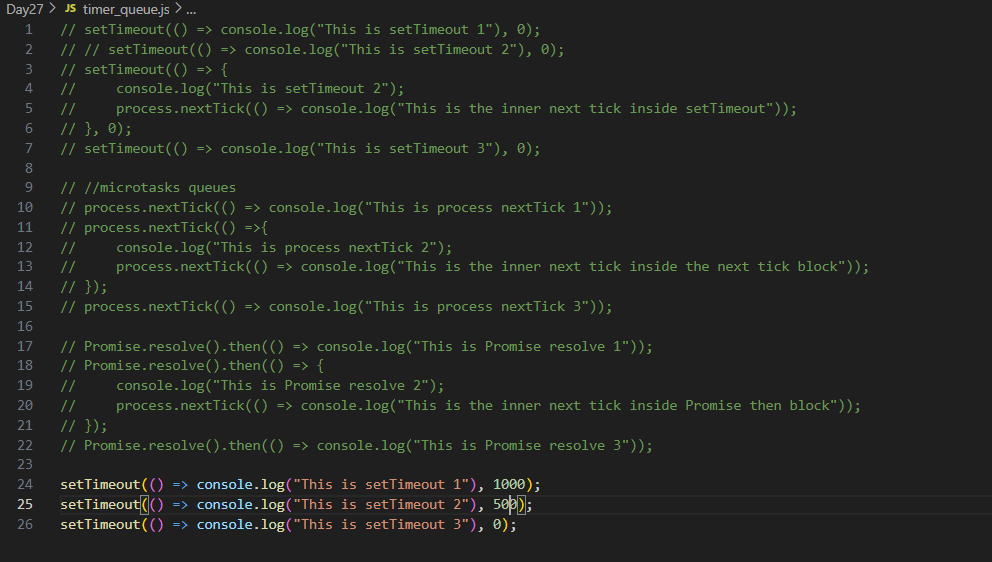 Day27 > JS timer_queue.js > ...
1 // setTimeout(() => console.log("This is setTimeout 1"), 0);
2 // // setTimeout(() => console.log("This is setTimeout 2"), 0);
3 // setTimeout(() => {
4 //     console.log("This is setTimeout 2");
5 //     process.nextTick(() => console.log("This is the inner next tick inside setTimeout"));
6 // }, 0);
7 // setTimeout(() => console.log("This is setTimeout 3"), 0);
8
9 // //microtasks queues
10 // process.nextTick(() => console.log("This is process nextTick 1"));
11 // process.nextTick(() =>{
12 //     console.log("This is process nextTick 2");
13 //     process.nextTick(() => console.log("This is the inner next tick inside the next tick block"));
14 // });
15 // process.nextTick(() => console.log("This is process nextTick 3"));
16
17 // Promise.resolve().then(() => console.log("This is Promise resolve 1"));
18 // Promise.resolve().then(() => {
19 //     console.log("This is Promise resolve 2");
20 //     process.nextTick(() => console.log("This is the inner next tick inside Promise then block"));
21 // });
22 // Promise.resolve().then(() => console.log("This is Promise resolve 3"));
23
24 setTimeout(() => console.log("This is setTimeout 1"), 1000);
25 setTimeout(() => console.log("This is setTimeout 2"), 500);
26 setTimeout(() => console.log("This is setTimeout 3"), 0);